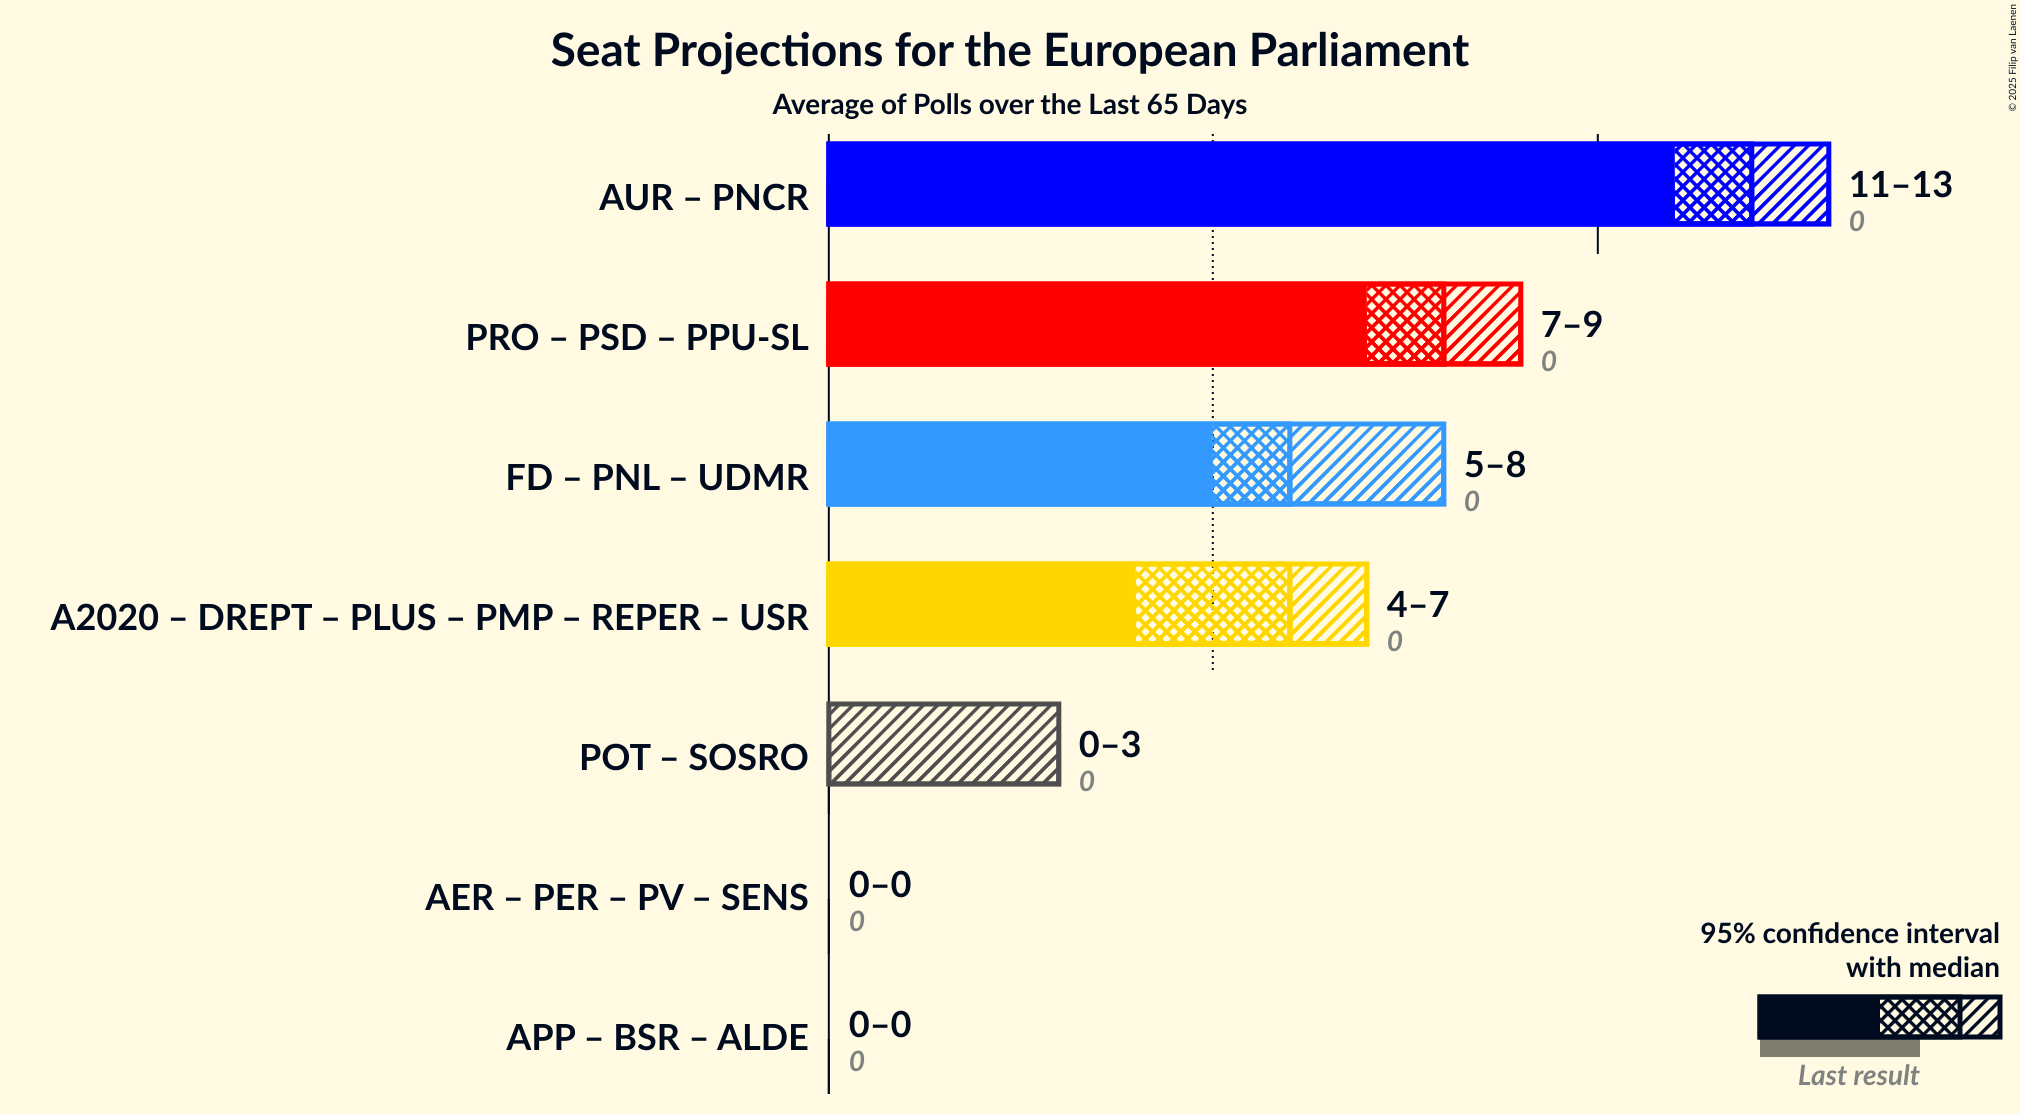 Seat Projections for the European Parliament
Average of Polls over the Last 65 Days
© 2025 Filip van Laenen
AUR – PNCR
11–13
0
PRO – PSD – PPU-SL
7–9
0
FD – PNL – UDMR
5–8
0
A2020 – DREPT – PLUS – PMP – REPER – USR
4–7
0
POT – SOSRO
0–3
0
AER – PER – PV – SENS
0–0
0
APP – BSR – ALDE
0–0
0
95% confidence interval
with median
Last result